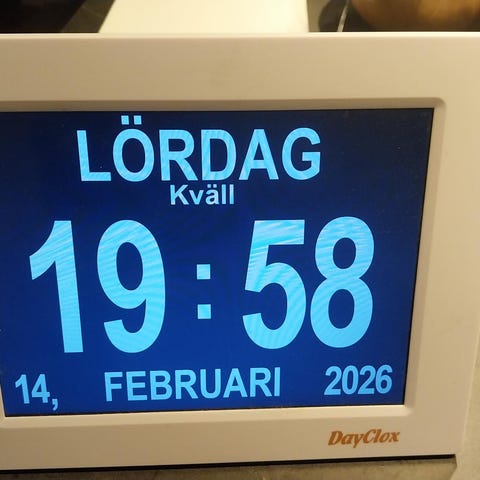 LÖRDAG
Kväll
19:58
14, FEBRUARI 2026
DayClox